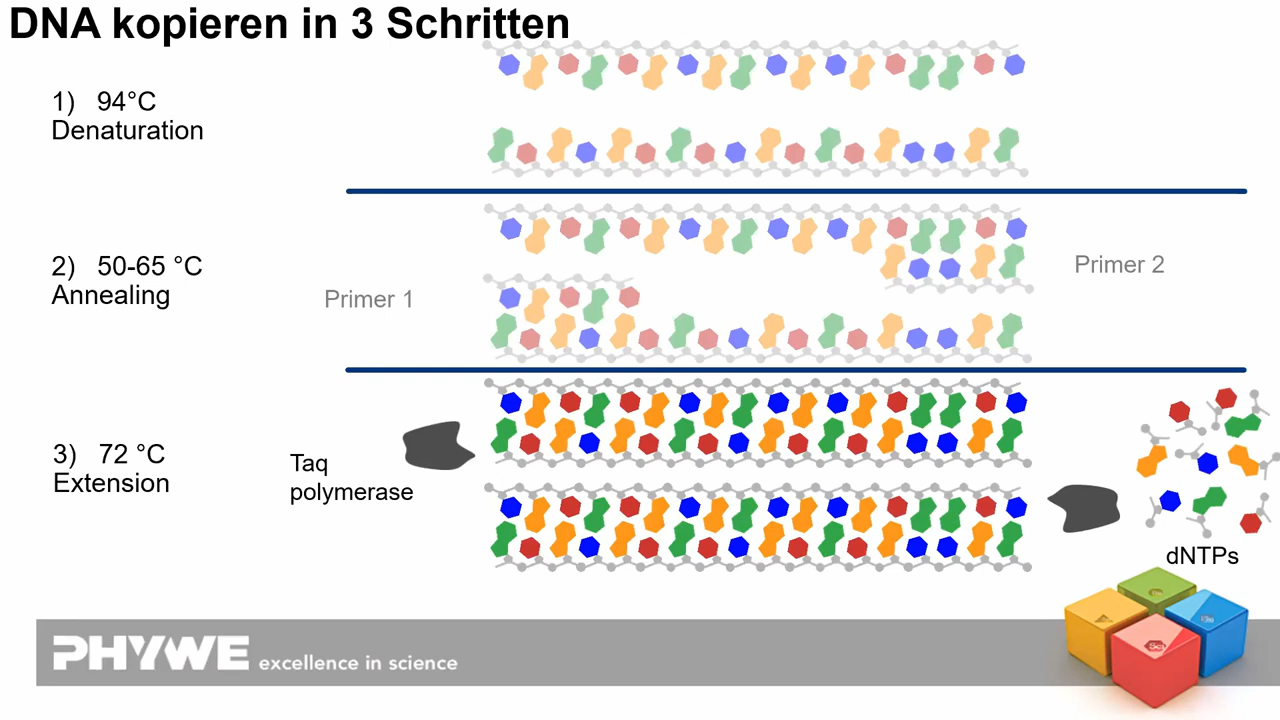 DNA kopieren in 3 Schritten
1) 94°C
Denaturation
2) 50-65 °C
Annealing
Primer 1
Primer 2
3) 72 °C
Extension
Taq
polymerase
dNTPs
PHYWE excellence in science